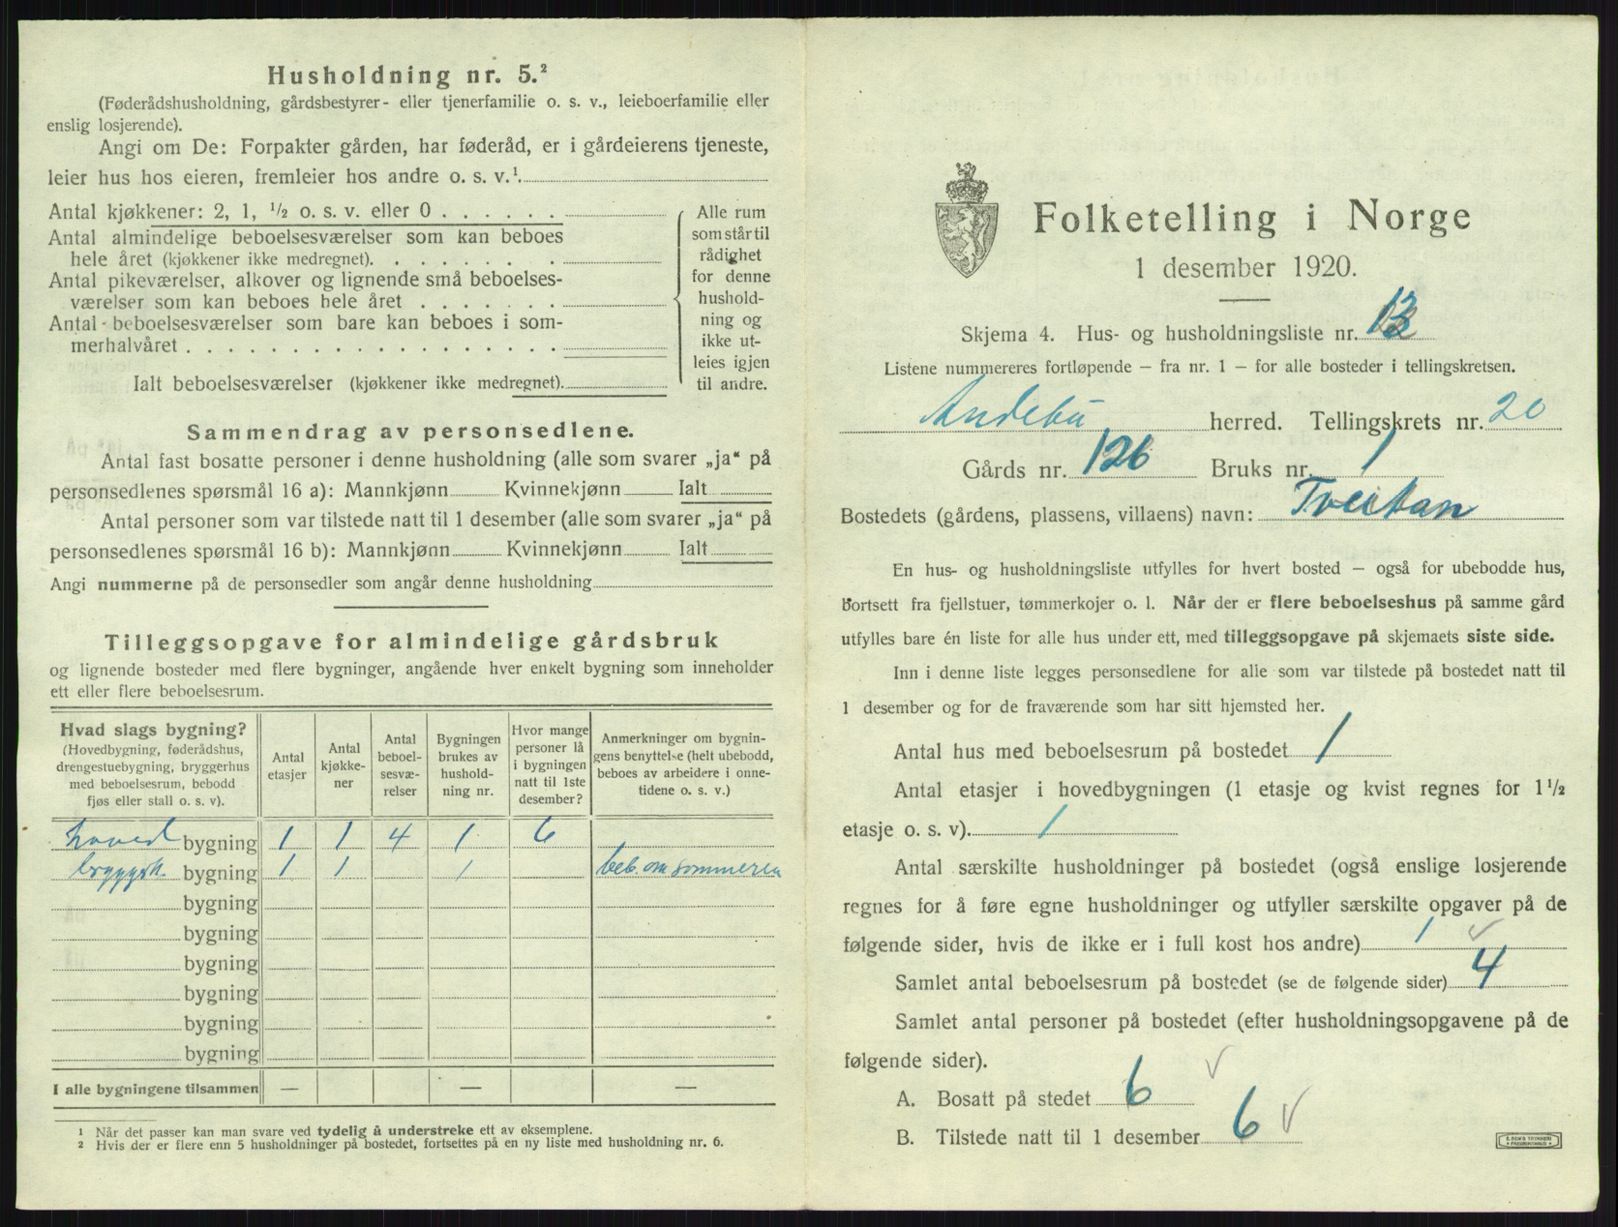 Husholdning nr. 5.²
(Føderådshusholdning, gårdsbestyrer- eller tjenerfamilie o. s. v., leieboerfamilie eller
enslig losjerende).
Angi om De: Forpakter gården, har føderåd, er i gårdeierens tjeneste,
leier hus hos eieren, fremleier hos andre o. s. v.¹.
Antal kjøkkener: 2, 1, ½ o. s. v. eller 0 . . . . . .
Antal almindelige beboelsesværelser som kan beboes
hele året (kjøkkener ikke medregnet). . . . . . . .
Antal pikeværelser, alkover og lignende små beboelses-
værelser som kan beboes hele året . . . . . . .
Antal beboelsesværelser som bare kan beboes i som-
merhalvåret . . . . . . . . . . . . . . . . . .
Ialt beboelsesværelser (kjøkkener ikke medregnet).
Alle rum
som står til
rådighet
for denne
hushold-
ning og
ikke ut-
leies igjen
til andre.
Sammendrag av personsedlene.
Antal fast bosatte personer i denne husholdning (alle som svarer „ja“ på
personsedlenes spørsmål 16 a): Mannkjønn Kvinnekjønn Ialt
Antal personer som var tilstede natt til 1 desember (alle som svarer „ja“ på
personsedlenes spørsmål 16 b): Mannkjønn Kvinnekjønn Ialt
Angi nummerne på de personsedler som angår denne husholdning
Tilleggsopgave for almindelige gårdsbruk
og lignende bosteder med flere bygninger, angående hver enkelt bygning som inneholder
ett eller flere beboelsesrum.
Hvad slags bygning?
(Hovedbygning, føderådshus,
drengestuebygning, bryggerhus
med beboelsesrum, bebodd
fjøs eller stall o. s. v).
Antal
etasjer
Antal
kjøkke-
ner
Antal
beboel-
sesvæ-
relser
Bygningen
brukes av
hushold-
ning nr.
Hvor mange
personer lå
i bygningen
natt til 1ste
desember?
Anmerkninger om bygnin-
gens benyttelse (helt ubebodd,
beboes av arbeidere i onne-
tidene o. s. v.)
hoved bygning 1 1 4 1 6
bryggh. bygning 1 1 1 beb. om sommeren
bygning
bygning
bygning
bygning
bygning
bygning
I alle bygningene tilsammen — — —
¹ Når det passer kan man svare ved tydelig å understreke ett av eksemplene.
² Hvis der er flere enn 5 husholdninger på bostedet, fortsettes på en ny liste med husholdning nr. 6.
Folketelling i Norge
1 desember 1920.
Skjema 4. Hus- og husholdningsliste nr. 13
Listene nummereres fortløpende — fra nr. 1 — for alle bosteder i tellingskretsen.
Andebu herred. Tellingskrets nr. 20
Gårds nr. 126 Bruks nr. 1
Bostedets (gårdens, plassens, villaens) navn: Tveitan
En hus- og husholdningsliste utfylles for hvert bosted — også for ubebodde hus,
bortsett fra fjellstuer, tømmerkojer o. l. Når der er flere beboelseshus på samme gård
utfylles bare én liste for alle hus under ett, med tilleggsopgave på skjemaets siste side.
Inn i denne liste legges personsedlene for alle som var tilstede på bostedet natt til
1 desember og for de fraværende som har sitt hjemsted her.
Antal hus med beboelsesrum på bostedet 1
Antal etasjer i hovedbygningen (1 etasje og kvist regnes for 1½
etasje o. s. v). 1
Antal særskilte husholdninger på bostedet (også enslige losjerende
regnes for å føre egne husholdninger og utfyller særskilte opgaver på de
følgende sider, hvis de ikke er i full kost hos andre) 1 ✓
Samlet antal beboelsesrum på bostedet (se de følgende sider) 4
Samlet antal personer på bostedet (efter husholdningsopgavene på de
følgende sider).
A. Bosatt på stedet 6 ✓
B. Tilstede natt til 1 desember 6 ✓